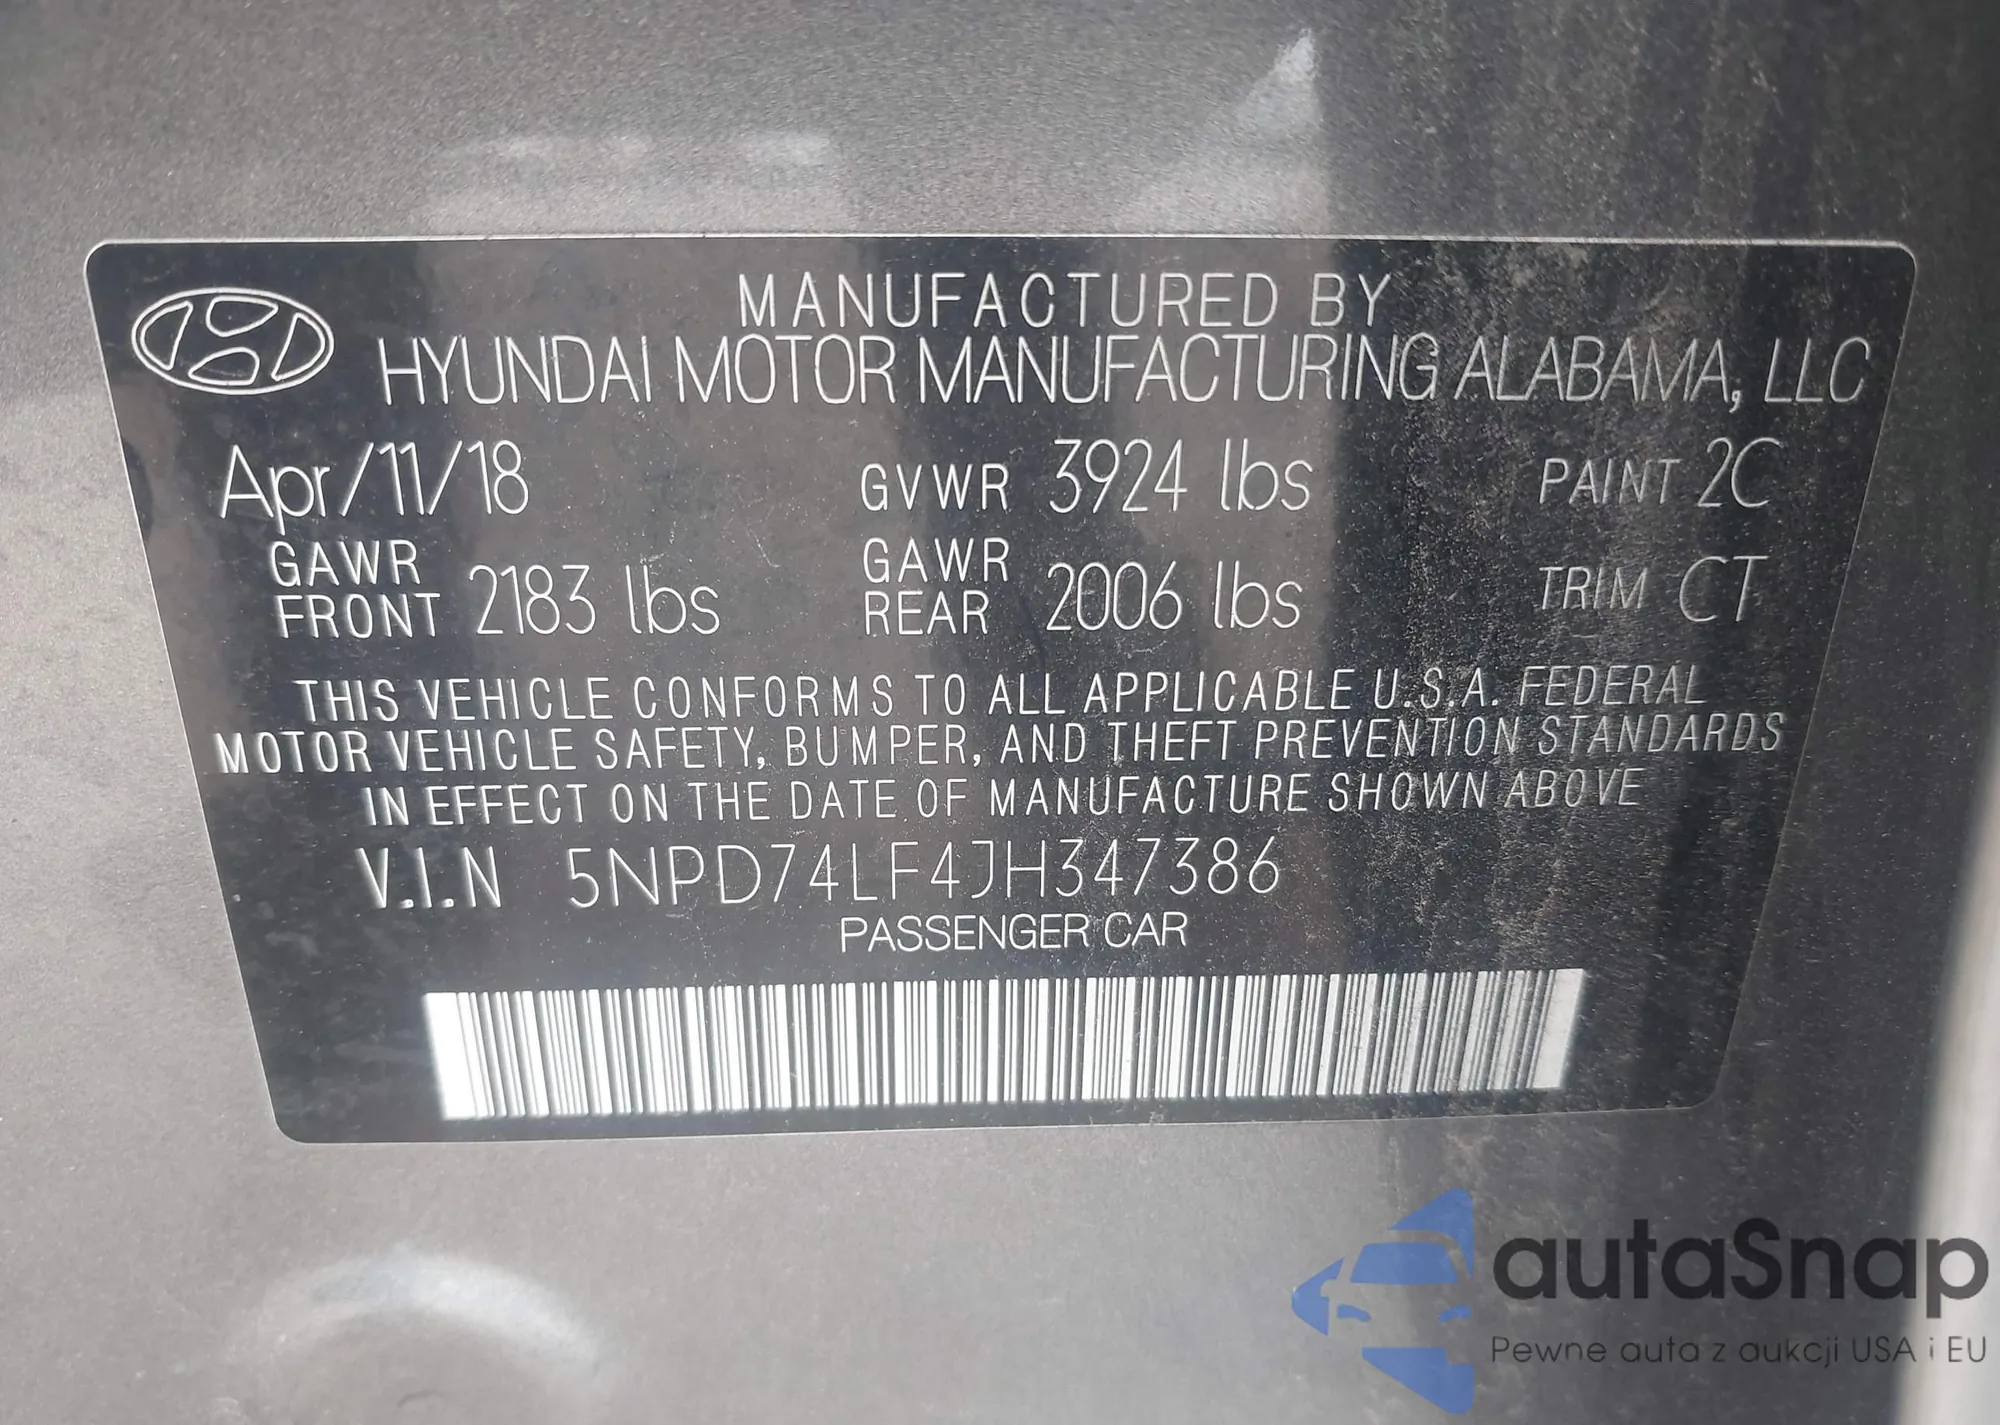 MANUFACTURED BY
HYUNDAI MOTOR MANUFACTURING ALABAMA, LLC
Apr/11/18 GVWR 3924 lbs PAINT 2C
GAWR FRONT 2183 lbs GAWR REAR 2006 lbs TRIM CT
THIS VEHICLE CONFORMS TO ALL APPLICABLE U.S.A. FEDERAL
MOTOR VEHICLE SAFETY, BUMPER, AND THEFT PREVENTION STANDARDS
IN EFFECT ON THE DATE OF MANUFACTURE SHOWN ABOVE
V.I.N 5NPD74LF4JH347386
PASSENGER CAR
autaSnap
Pewne auta z aukcji USA i EU